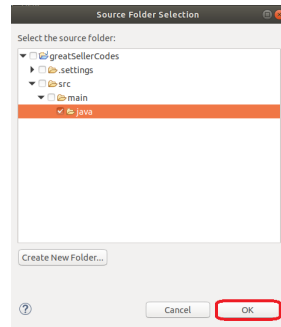 Source Folder Selection
Select the source folder:
greatSellerCodes
.settings
src
main
java
Create New Folder...
?
Cancel
OK